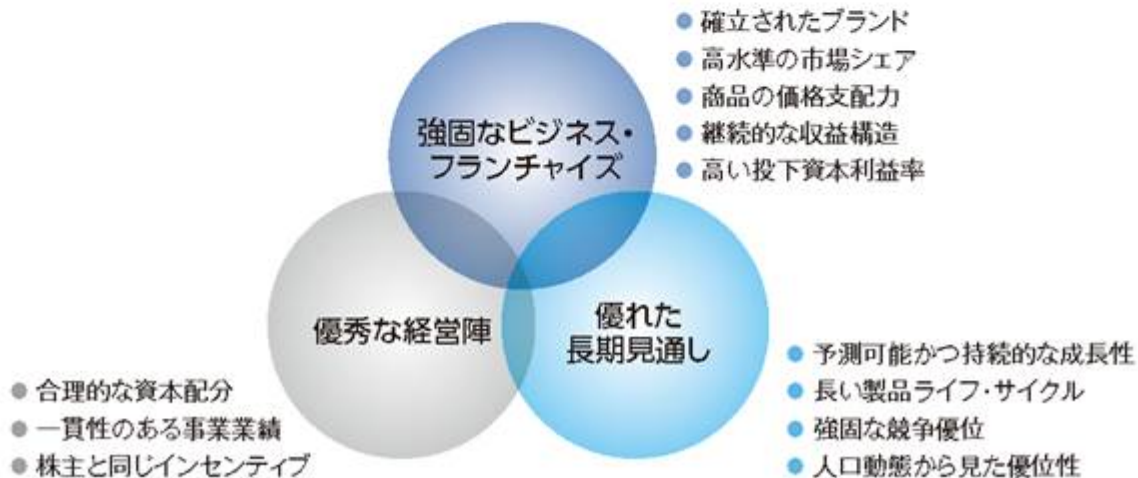 強固なビジネス・
フランチャイズ
● 確立されたブランド
● 高水準の市場シェア
● 商品の価格支配力
● 継続的な収益構造
● 高い投下資本利益率
優秀な経営陣
● 合理的な資本配分
● 一貫性のある事業業績
● 株主と同じインセンティブ
優れた
長期見通し
● 予測可能かつ持続的な成長性
● 長い製品ライフ・サイクル
● 強固な競争優位
● 人口動態から見た優位性